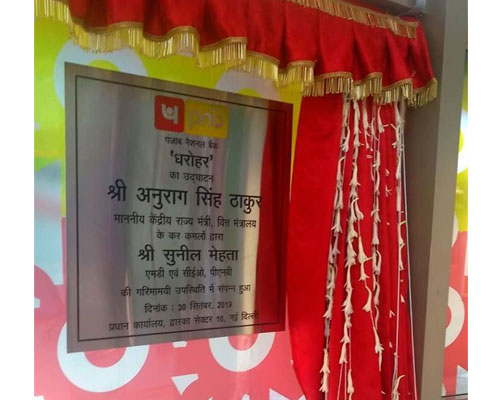 pnb
पंजाब नैशनल बैंक
'धरोहर'
का उद्‌घाटन
श्री अनुराग सिंह ठाकुर
माननीय केंद्रीय राज्य मंत्री, वित्त मंत्रालय
के कर कमलों द्वारा
श्री सुनील मेहता
एमडी एवं सीईओ, पीएनबी
की गरिमामयी उपस्थिति में संपन्न हुआ
दिनांक : 30 सितंबर, 2019
प्रधान कार्यालय, द्वारका सेक्टर 10, नई दिल्ली